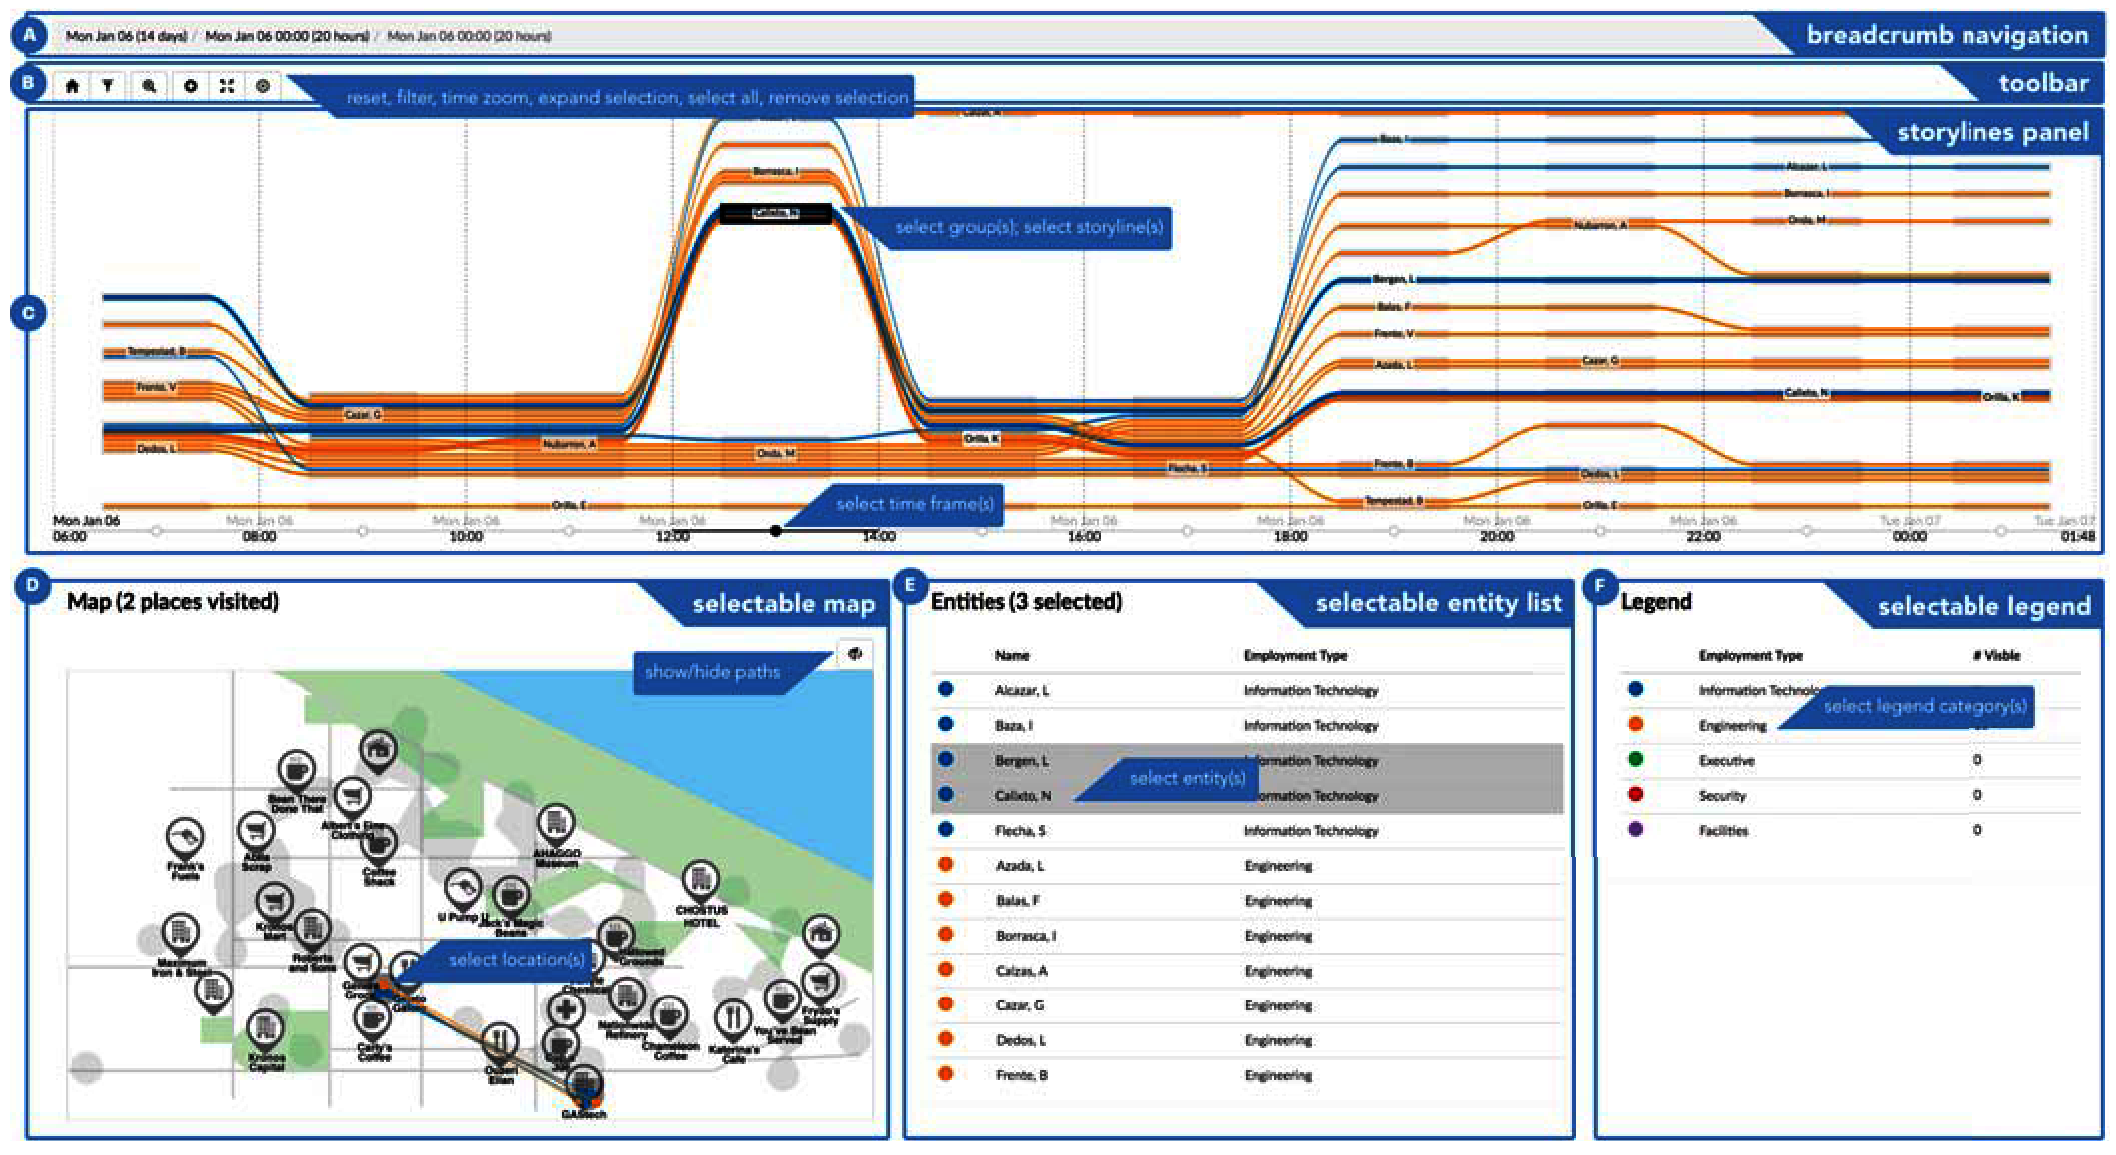 A
Mon Jan 06 (14 days) / Mon Jan 06 00:00 (20 hours) / Mon Jan 06 00:00 (20 hours)
breadcrumb navigation
B
reset, filter, time zoom, expand selection, select all, remove selection
toolbar
C
storylines panel
Calzas, A
Baza, I
Alcazar, L
Borrasca, I
Borrasca, I
Calixto, N
select group(s); select storyline(s)
Nubarron, A
Onda, M
Bergen, L
Balas, F
Frente, V
Azada, L
Cazar, G
Calixto, N
Orilla, K
Tempestad, B
Frente, V
Cazar, G
Dedos, L
Nubarron, A
Onda, M
Orilla, K
Flecha, S
Frente, B
Dedos, L
Tempestad, B
Orilla, E
Orilla, E
select time frame(s)
Mon Jan 06 Mon Jan 06 Mon Jan 06 Mon Jan 06 Mon Jan 06 Mon Jan 06 Mon Jan 06 Mon Jan 06 Tue Jan 07 Tue Jan 07
06:00 08:00 10:00 12:00 14:00 16:00 18:00 20:00 22:00 00:00 01:48
D
Map (2 places visited)
selectable map
show/hide paths
Bean There
Done That
Albert's Fine
Clothing
Frank's
Fuels
Abila
Scrap
Coffee
Shack
AHAGGO
Museum
U Pump
Jack's Magic
Beans
CHOSTUS
HOTEL
Kronos
Mart
Roberts
and Sons
Maximum
Iron & Steel
select location(s)
Hallowed
Grounds
Kronos
Capital
Carly's
Coffee
Ouzeri
Elian
Nationwide
Refinery
Chameleon
Coffee
Katerina's
Cafe
You've Bean
Served
Frydo's
Supply
GAStech
E
Entities (3 selected)
selectable entity list
Name Employment Type
Alcazar, L Information Technology
Baza, I Information Technology
Bergen, L formation Technology
select entity(s)
Calixto, N ormation Technology
Flecha, S Information Technology
Azada, L Engineering
Balas, F Engineering
Borrasca, I Engineering
Calzas, A Engineering
Cazar, G Engineering
Dedos, L Engineering
Frente, B Engineering
F
Legend
selectable legend
Employment Type # Visble
Information Technolo
select legend category(s)
Engineering
Executive 0
Security 0
Facilities 0